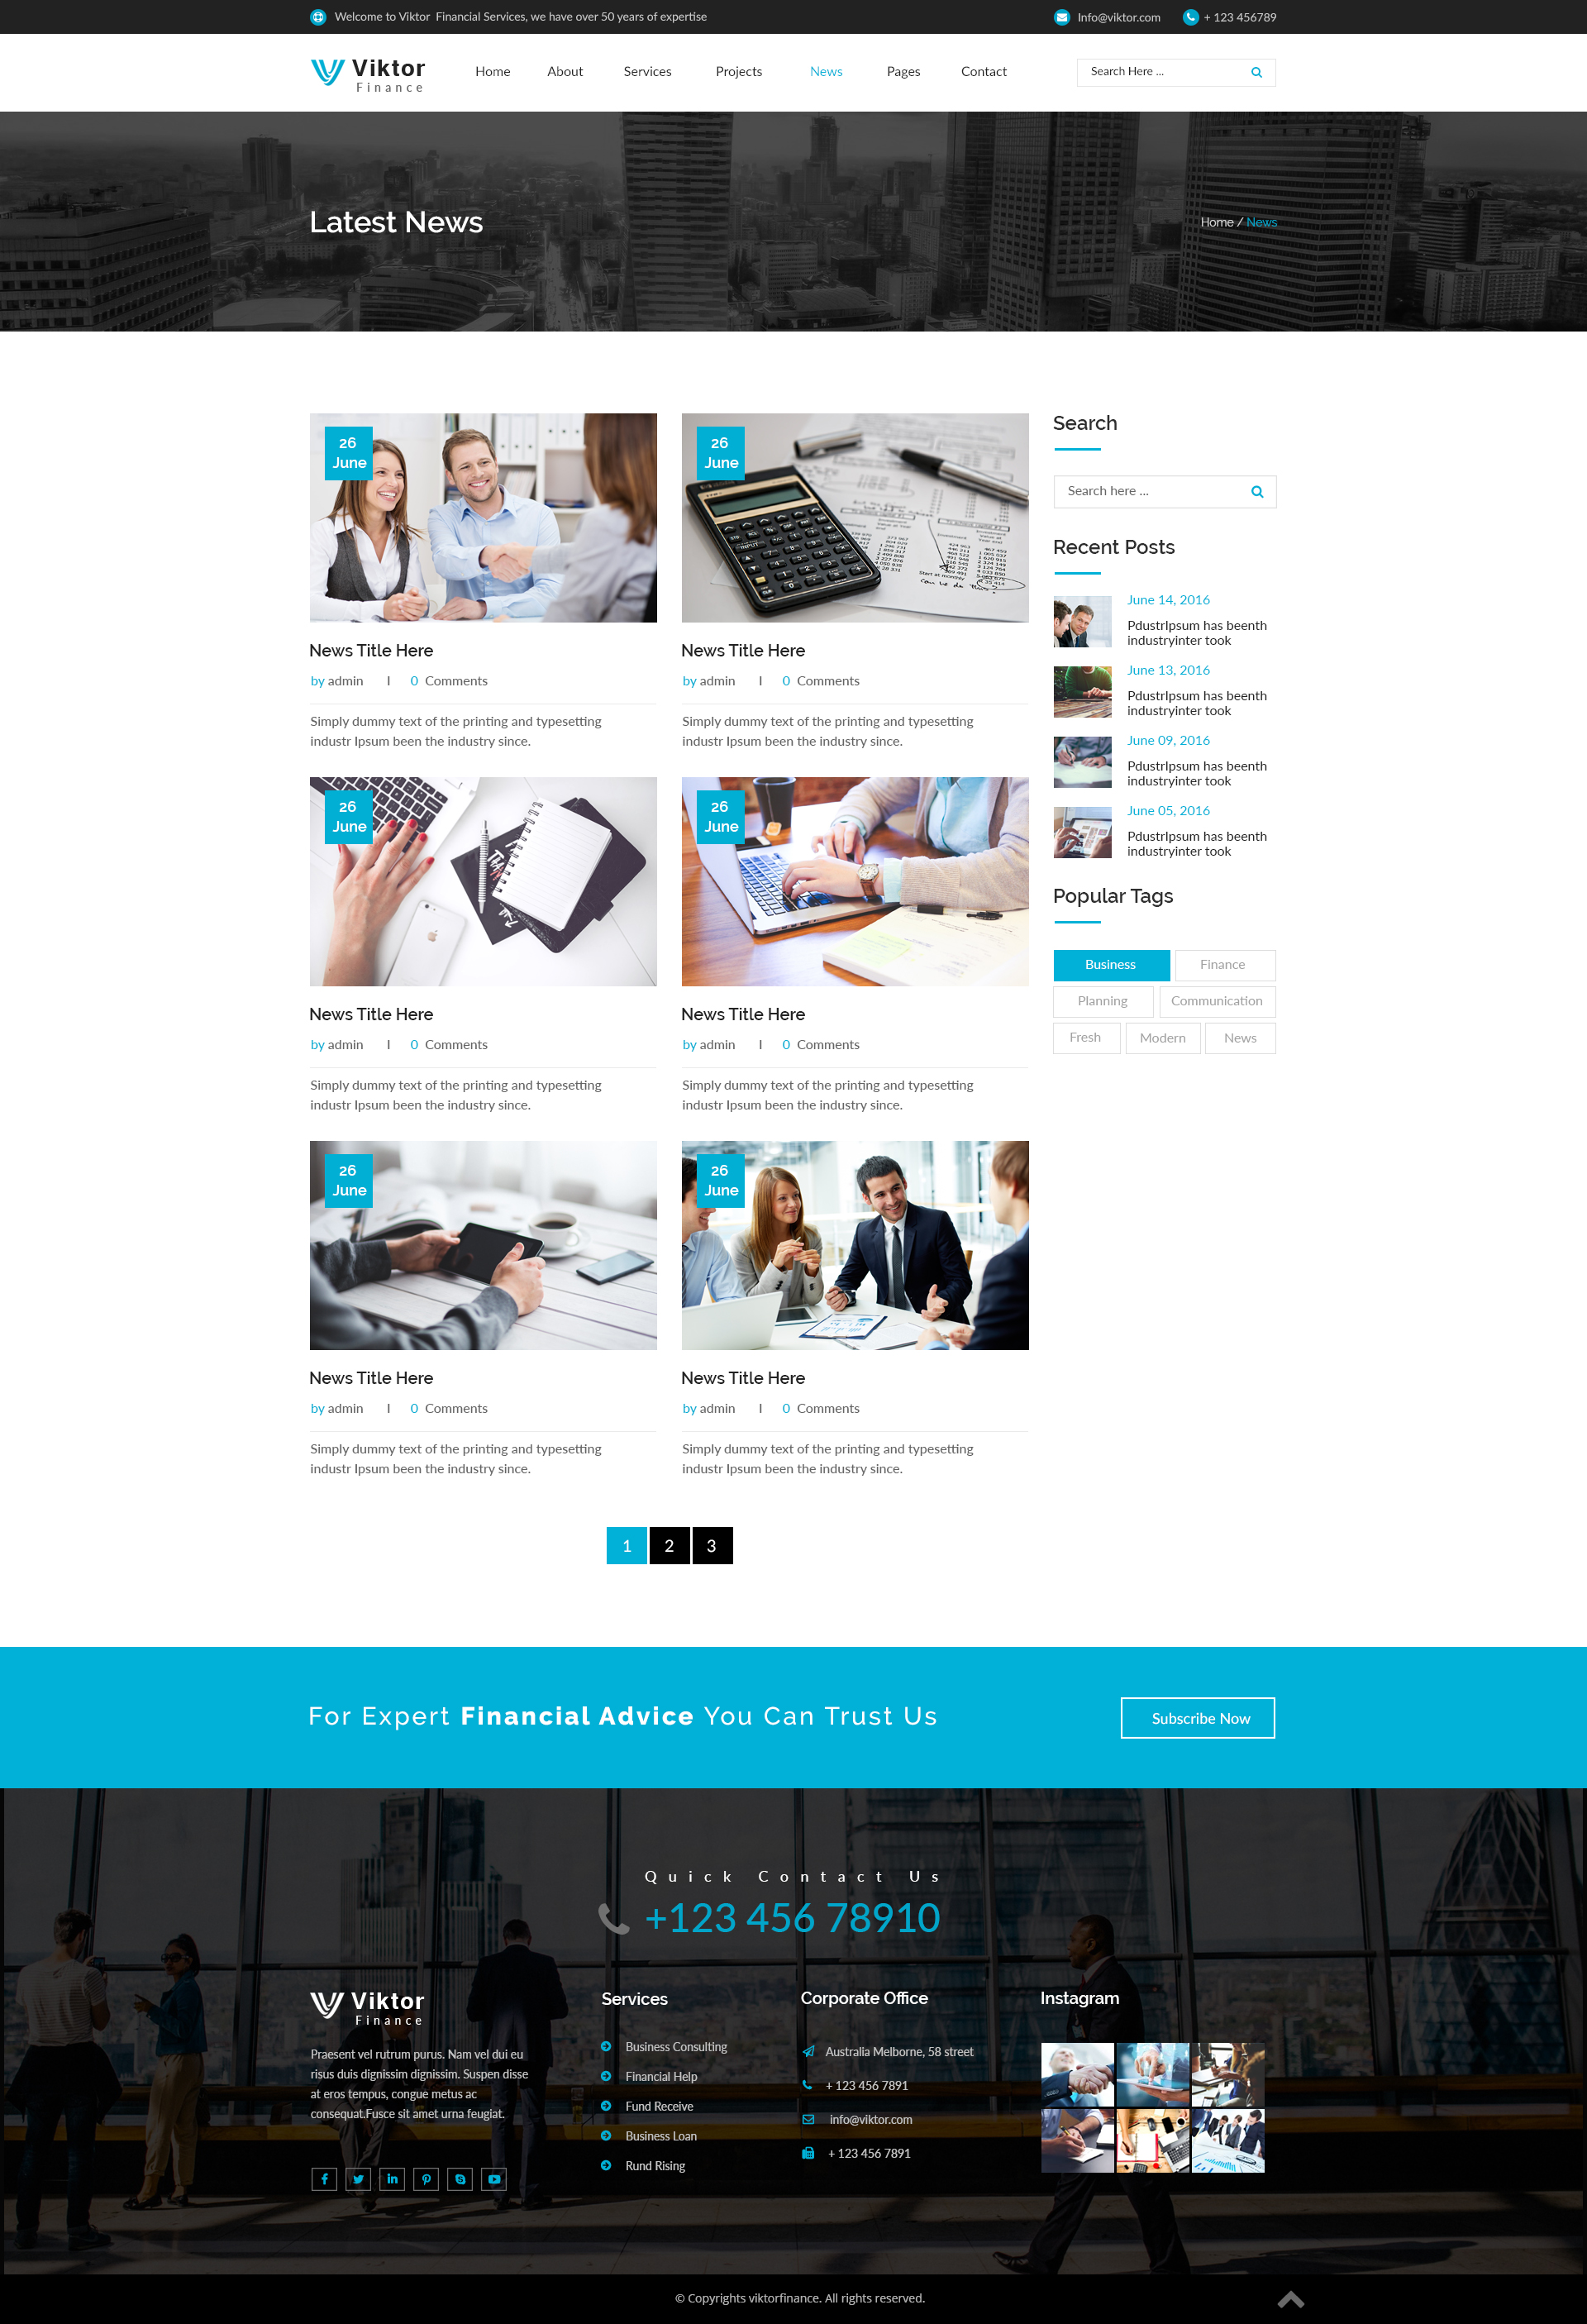 Welcome to Viktor Financial Services, we have over 50 years of expertise
Info@viktor.com
+ 123 456789
Viktor
Finance
Home
About
Services
Projects
News
Pages
Contact
Search Here ...
Latest News
Home / News
26
June
News Title Here
by admin I 0 Comments
Simply dummy text of the printing and typesetting
industr Ipsum been the industry since.
26
June
News Title Here
by admin I 0 Comments
Simply dummy text of the printing and typesetting
industr Ipsum been the industry since.
26
June
News Title Here
by admin I 0 Comments
Simply dummy text of the printing and typesetting
industr Ipsum been the industry since.
26
June
News Title Here
by admin I 0 Comments
Simply dummy text of the printing and typesetting
industr Ipsum been the industry since.
26
June
News Title Here
by admin I 0 Comments
Simply dummy text of the printing and typesetting
industr Ipsum been the industry since.
26
June
News Title Here
by admin I 0 Comments
Simply dummy text of the printing and typesetting
industr Ipsum been the industry since.
1
2
3
Search
Search here ...
Recent Posts
June 14, 2016
PdustrIpsum has beenth
industryinter took
June 13, 2016
PdustrIpsum has beenth
industryinter took
June 09, 2016
PdustrIpsum has beenth
industryinter took
June 05, 2016
PdustrIpsum has beenth
industryinter took
Popular Tags
Business
Finance
Planning
Communication
Fresh
Modern
News
For Expert Financial Advice You Can Trust Us
Subscribe Now
Quick Contact Us
+123 456 78910
Viktor
Finance
Praesent vel rutrum purus. Nam vel dui eu
risus duis dignissim dignissim. Suspen disse
at eros tempus, congue metus ac
consequat.Fusce sit amet urna feugiat.
Services
Business Consulting
Financial Help
Fund Receive
Business Loan
Rund Rising
Corporate Office
Australia Melborne, 58 street
+ 123 456 7891
info@viktor.com
+ 123 456 7891
Instagram
© Copyrights viktorfinance. All rights reserved.